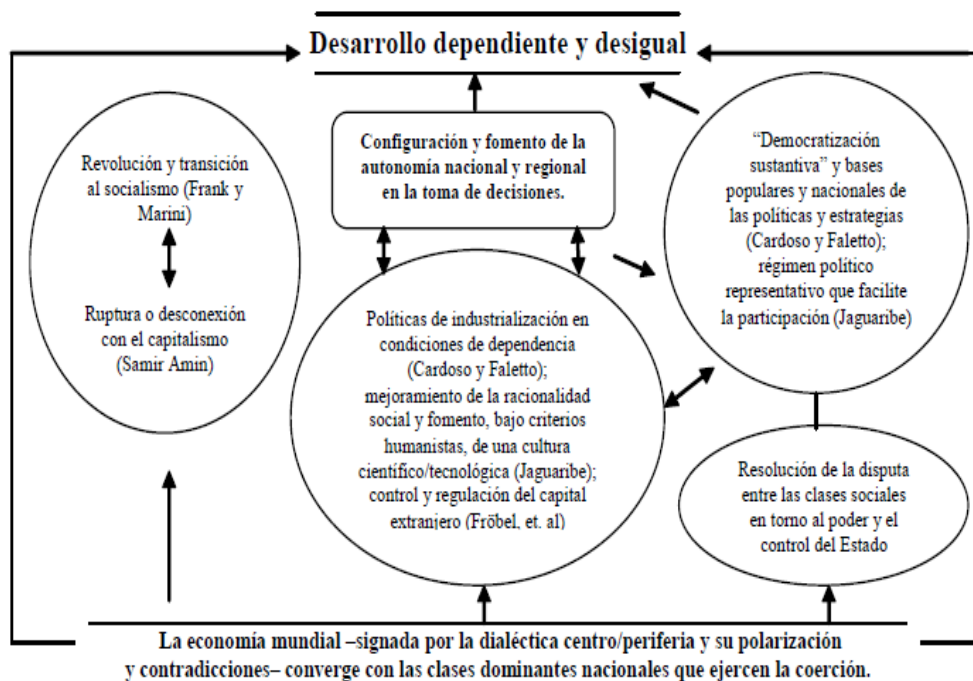 Desarrollo dependiente y desigual
Configuración y fomento de la
autonomía nacional y regional
en la toma de decisiones.
Revolución y transición
al socialismo (Frank y
Marini)
Ruptura o desconexión
con el capitalismo
(Samir Amin)
Políticas de industrialización en
condiciones de dependencia
(Cardoso y Faletto);
mejoramiento de la racionalidad
social y fomento, bajo criterios
humanistas, de una cultura
científico/tecnológica (Jaguaribe);
control y regulación del capital
extranjero (Fröbel, et. al)
“Democratización
sustantiva” y bases
populares y nacionales de
las políticas y estrategias
(Cardoso y Faletto);
régimen político
representativo que facilite
la participación (Jaguaribe)
Resolución de la disputa
entre las clases sociales
en torno al poder y el
control del Estado
La economía mundial –signada por la dialéctica centro/periferia y su polarización
y contradicciones– converge con las clases dominantes nacionales que ejercen la coerción.